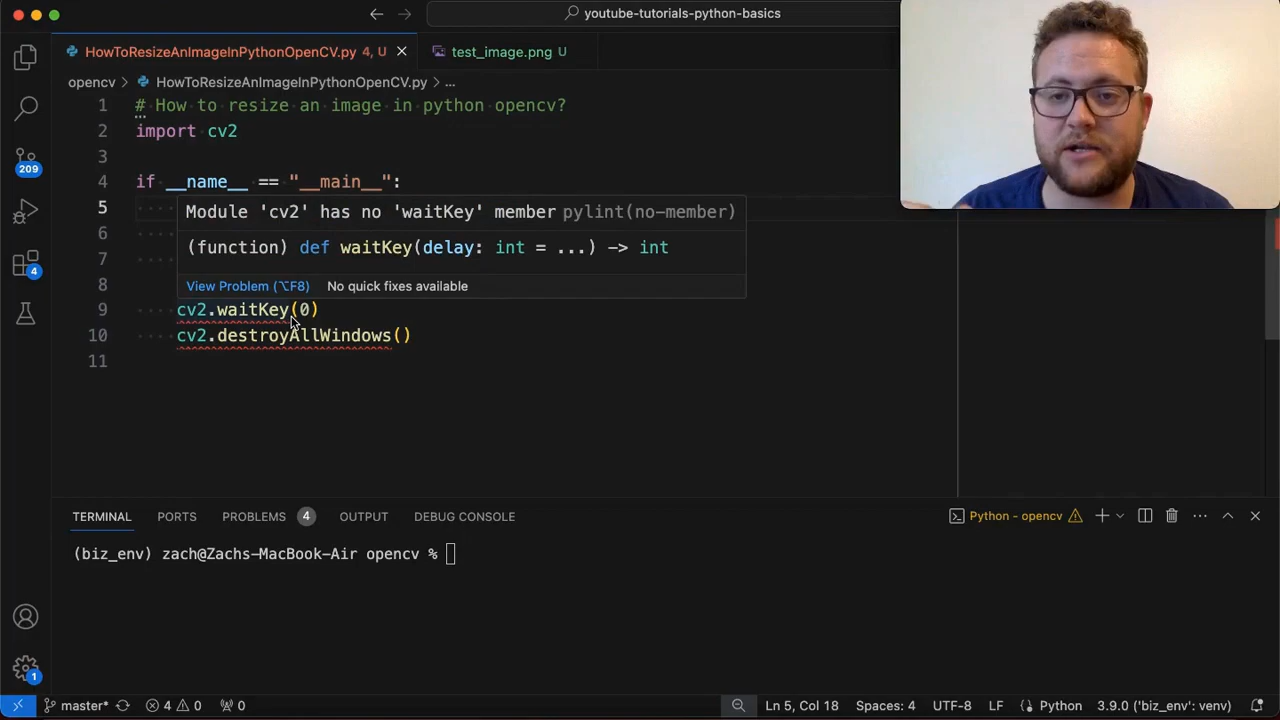 youtube-tutorials-python-basics
HowToResizeAnImageInPythonOpenCV.py 4, U
test_image.png U
opencv > HowToResizeAnImageInPythonOpenCV.py > ...
1 # How to resize an image in python opencv?
2 import cv2
3
4 if __name__ == "__main__":
5
6
7
8
Module 'cv2' has no 'waitKey' member pylint(no-member)
(function) def waitKey(delay: int = ...) -> int
View Problem (⌥F8) No quick fixes available
9 cv2.waitKey(0)
10 cv2.destroyAllWindows()
11
209
4
TERMINAL PORTS PROBLEMS 4 OUTPUT DEBUG CONSOLE
Python - opencv
(biz_env) zach@Zachs-MacBook-Air opencv %
1
master* 4 0 0
Ln 5, Col 18 Spaces: 4 UTF-8 LF Python 3.9.0 ('biz_env': venv)